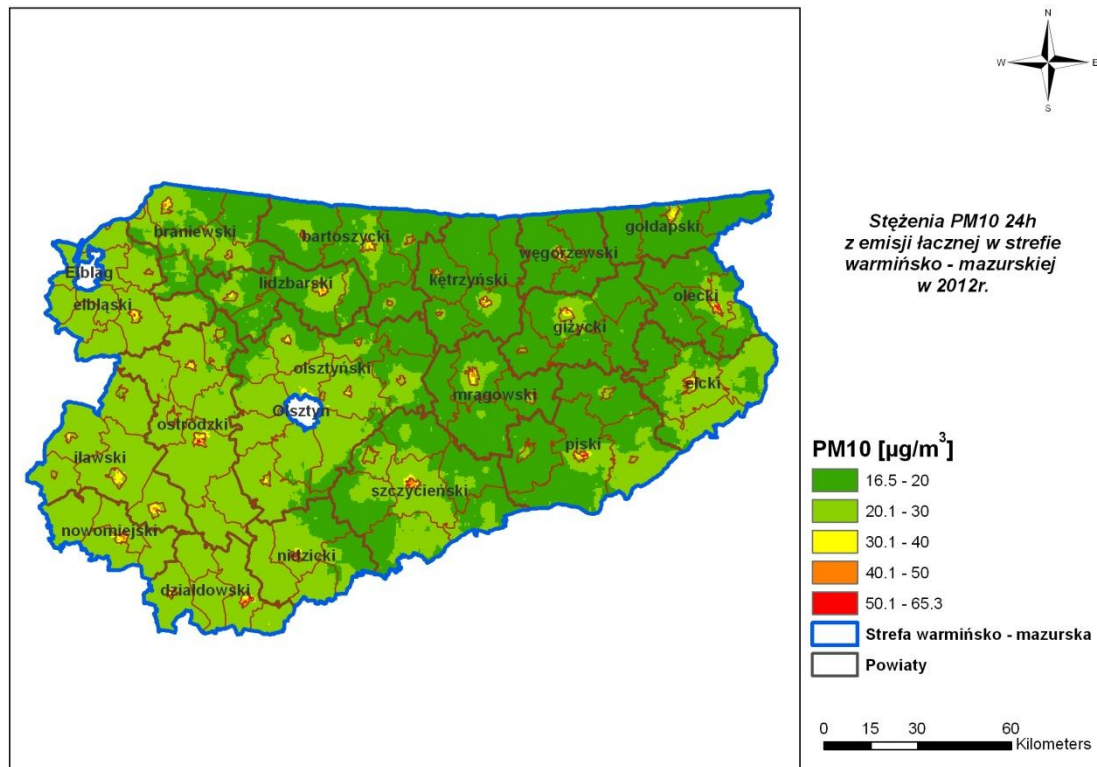 N
W E
S
Stężenia PM10 24h
z emisji łacznej w strefie
warmińsko - mazurskiej
w 2012r.
braniewski
bartoszycki
gołdapski
węgorzewski
Elbląg
elbląski
lidzbarski
kętrzyński
olecki
giżycki
olsztyński
mrągowski
ełcki
Olsztyn
ostródzki
piski
iławski
szczycieński
nowomiejski
nidzicki
działdowski
PM10 [µg/m³]
16.5 - 20
20.1 - 30
30.1 - 40
40.1 - 50
50.1 - 65.3
Strefa warmińsko - mazurska
Powiaty
0 15 30 60
Kilometers